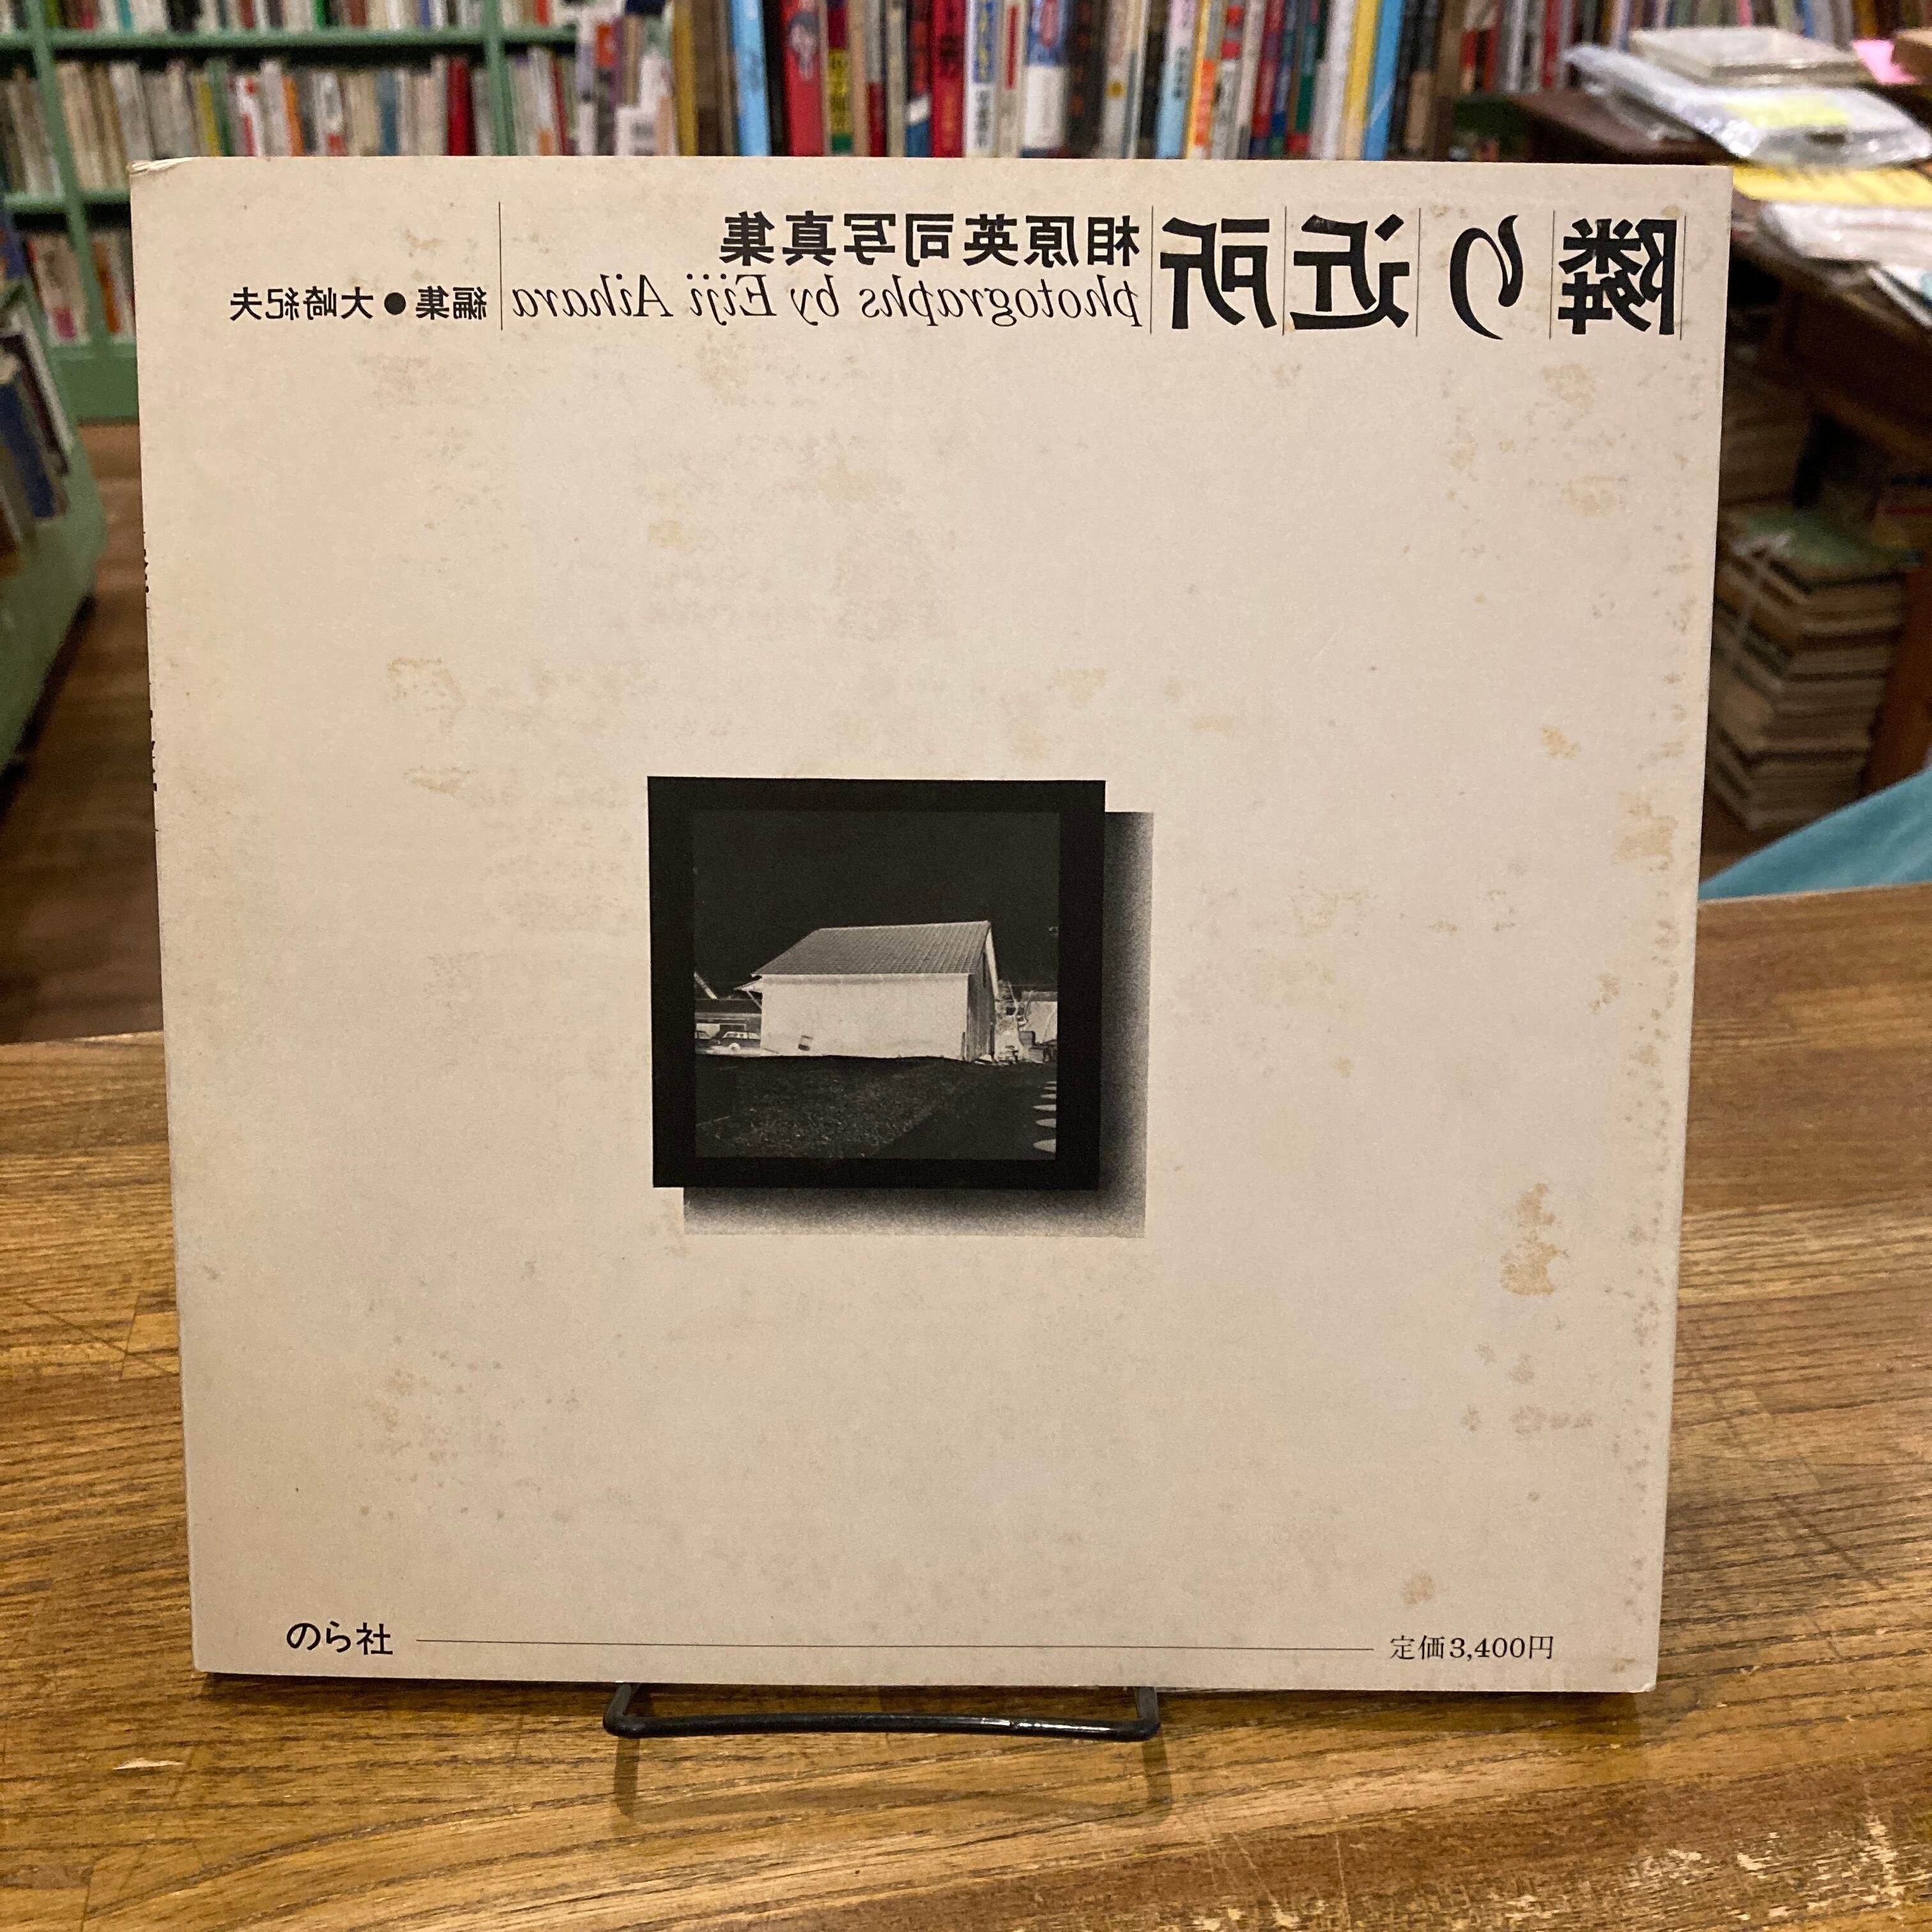 隣り近所
相原英司写真集
photographs by Eiji Aihara
編集●大崎紀夫
のら社
定価3,400円